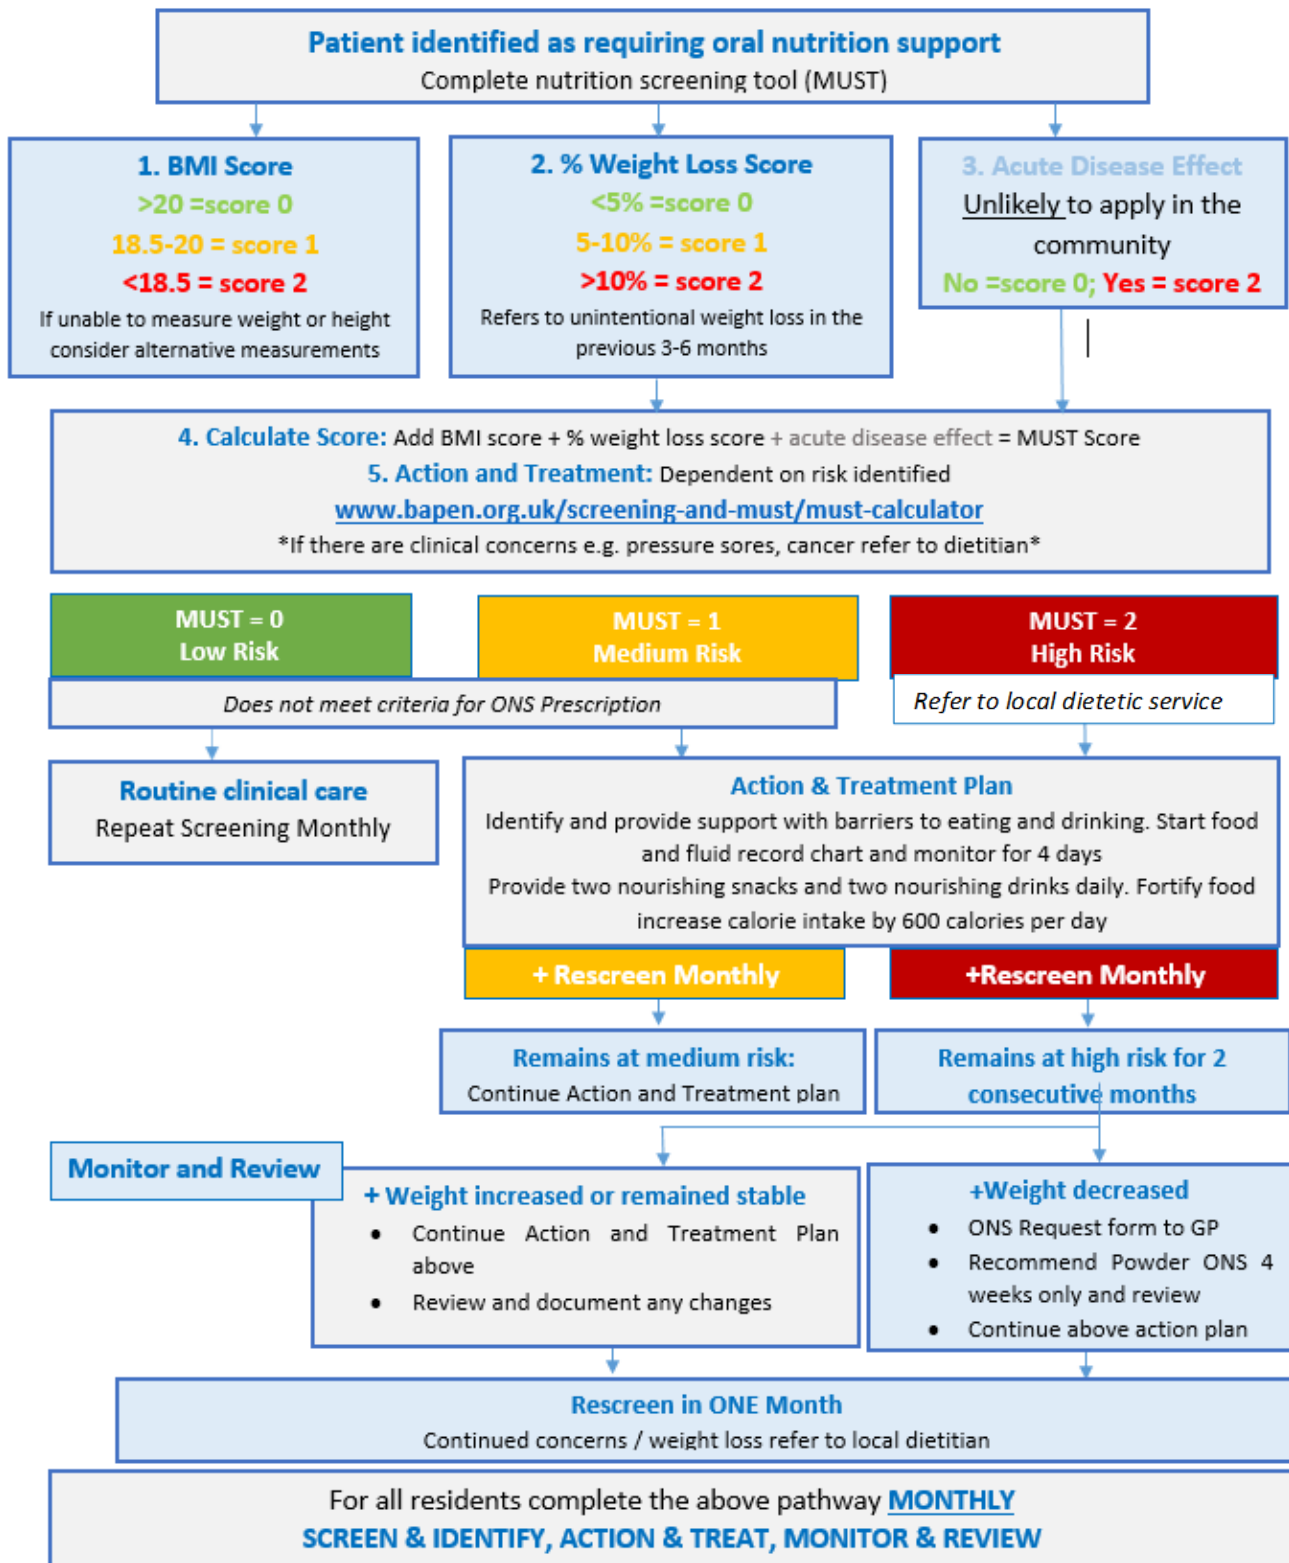 Patient identified as requiring oral nutrition support
Complete nutrition screening tool (MUST)
1. BMI Score
>20 =score 0
18.5-20 = score 1
<18.5 = score 2
If unable to measure weight or height
consider alternative measurements
2. % Weight Loss Score
<5% =score 0
5-10% = score 1
>10% = score 2
Refers to unintentional weight loss in the
previous 3-6 months
3. Acute Disease Effect
Unlikely to apply in the
community
No =score 0; Yes = score 2
4. Calculate Score: Add BMI score + % weight loss score + acute disease effect = MUST Score
5. Action and Treatment: Dependent on risk identified
www.bapen.org.uk/screening-and-must/must-calculator
*If there are clinical concerns e.g. pressure sores, cancer refer to dietitian*
MUST = 0
Low Risk
MUST = 1
Medium Risk
MUST = 2
High Risk
Does not meet criteria for ONS Prescription
Refer to local dietetic service
Routine clinical care
Repeat Screening Monthly
Action & Treatment Plan
Identify and provide support with barriers to eating and drinking. Start food
and fluid record chart and monitor for 4 days
Provide two nourishing snacks and two nourishing drinks daily. Fortify food
increase calorie intake by 600 calories per day
+ Rescreen Monthly
+Rescreen Monthly
Remains at medium risk:
Continue Action and Treatment plan
Remains at high risk for 2
consecutive months
Monitor and Review
+ Weight increased or remained stable
• Continue Action and Treatment Plan
above
• Review and document any changes
+Weight decreased
• ONS Request form to GP
• Recommend Powder ONS 4
weeks only and review
• Continue above action plan
Rescreen in ONE Month
Continued concerns / weight loss refer to local dietitian
For all residents complete the above pathway MONTHLY
SCREEN & IDENTIFY, ACTION & TREAT, MONITOR & REVIEW